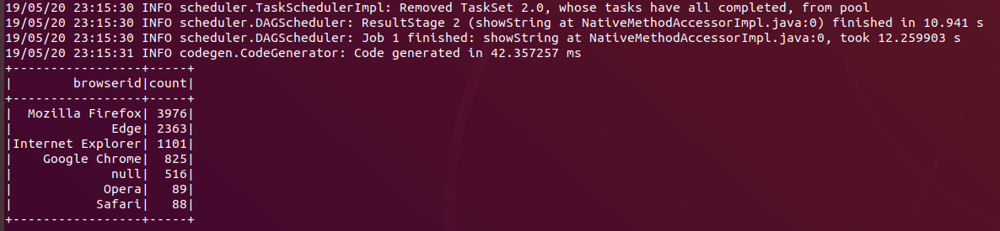 19/05/20 23:15:30 INFO scheduler.TaskSchedulerImpl: Removed TaskSet 2.0, whose tasks have all completed, from pool
19/05/20 23:15:30 INFO scheduler.DAGScheduler: ResultStage 2 (showString at NativeMethodAccessorImpl.java:0) finished in 10.941 s
19/05/20 23:15:30 INFO scheduler.DAGScheduler: Job 1 finished: showString at NativeMethodAccessorImpl.java:0, took 12.259903 s
19/05/20 23:15:31 INFO codegen.CodeGenerator: Code generated in 42.357257 ms
+-----------------+-----+
|        browserid|count|
+-----------------+-----+
|  Mozilla Firefox| 3976|
|             Edge| 2363|
|Internet Explorer| 1101|
|    Google Chrome|  825|
|             null|  516|
|            Opera|   89|
|           Safari|   88|
+-----------------+-----+